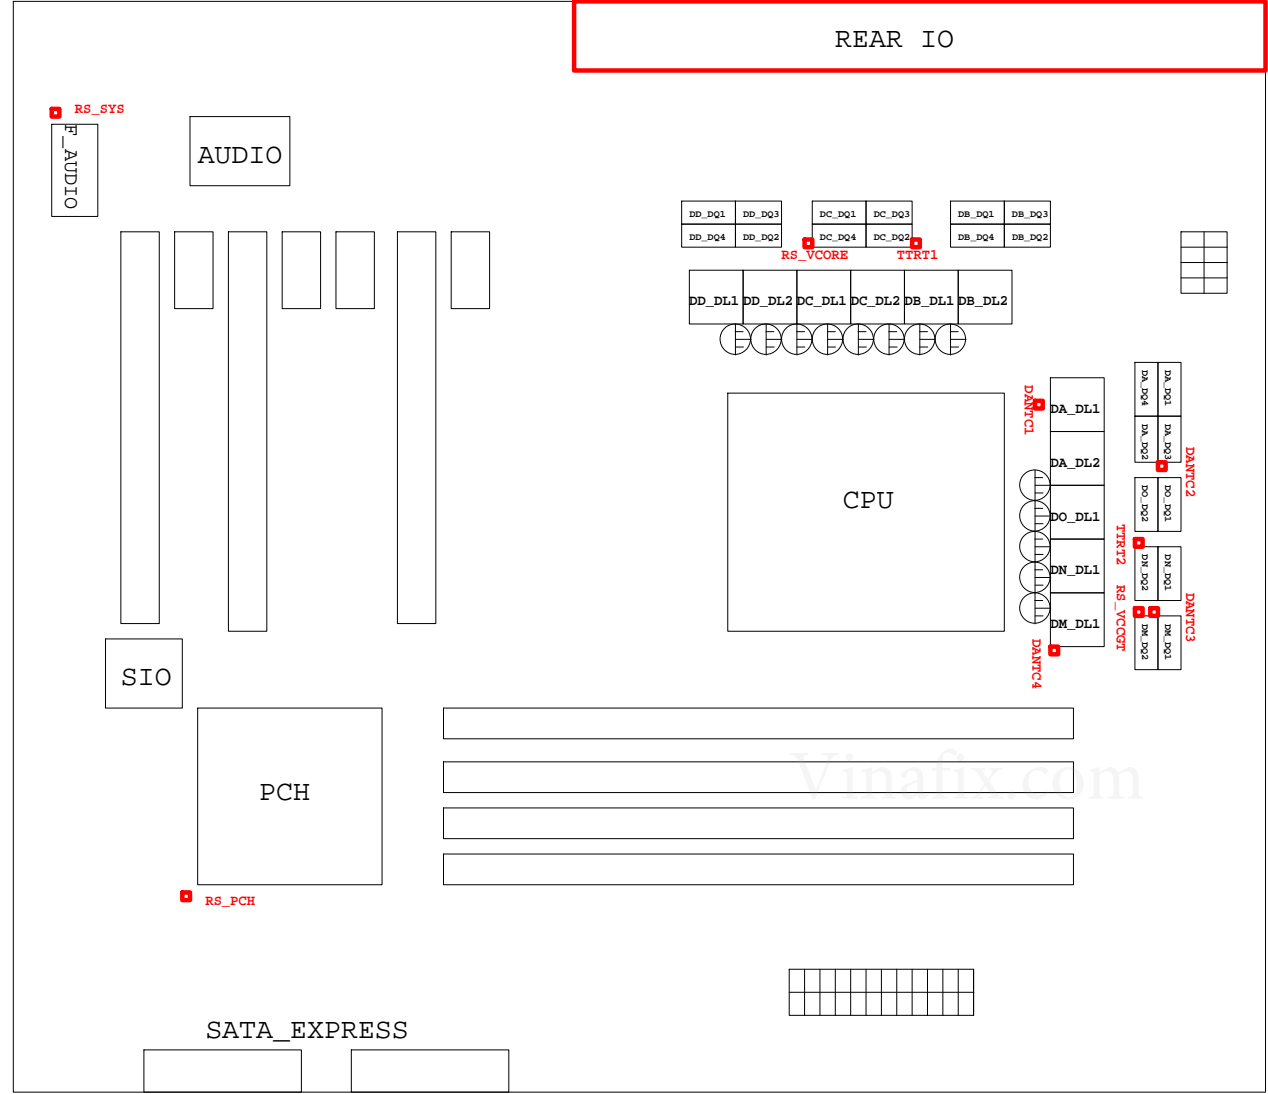 REAR IO
RS_SYS
F_AUDIO
AUDIO
DD_DQ1 DD_DQ3 DC_DQ1 DC_DQ3 DB_DQ1 DB_DQ3
DD_DQ4 DD_DQ2 DC_DQ4 DC_DQ2 DB_DQ4 DB_DQ2
RS_VCORE TTRT1
DD_DL1 DD_DL2 DC_DL1 DC_DL2 DB_DL1 DB_DL2
DANTC1
DA_DL1
DA_DQ4
DA_DQ1
DA_DL2
DA_DQ2
DA_DQ3
DANTC2
CPU
DO_DL1
DO_DQ2
DO_DQ1
TTRT2
DN_DL1
DN_DQ2
DN_DQ1
RS_VCCGT
DANTC3
DM_DL1
DM_DQ2
DM_DQ1
DANTC4
SIO
PCH
Vinafix.com
RS_PCH
SATA_EXPRESS